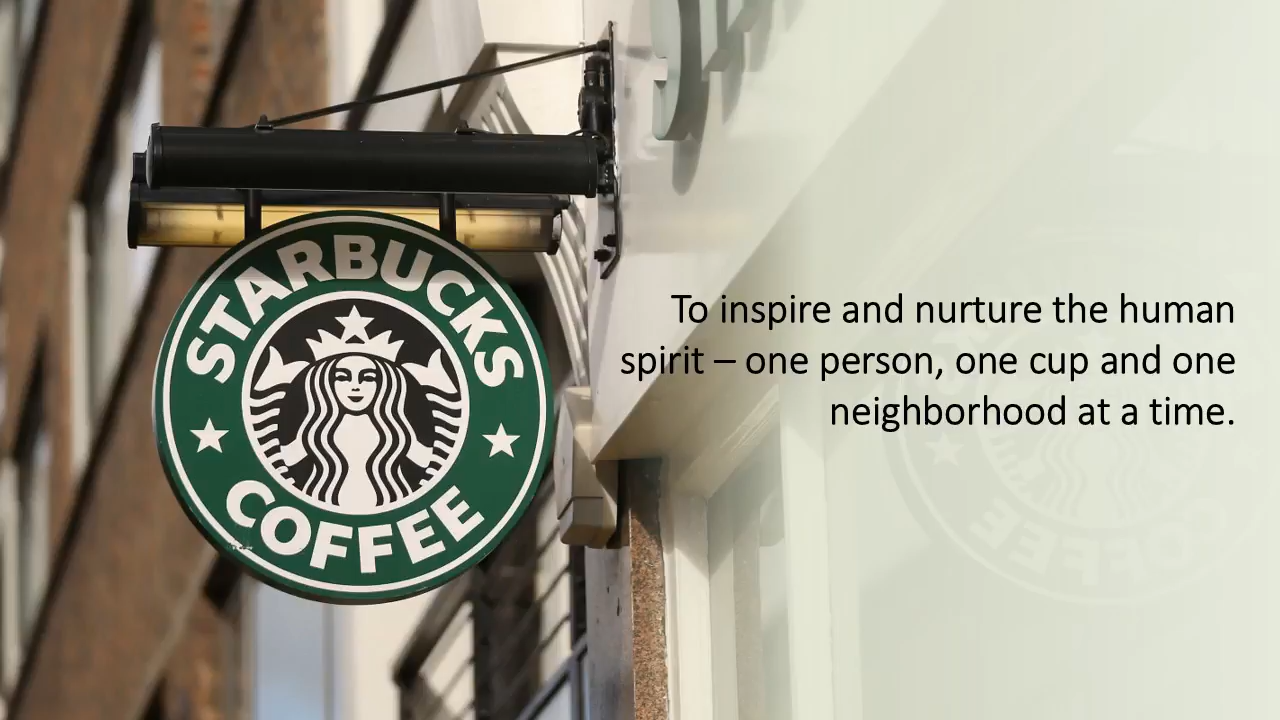 STARBUCKS
COFFEE
To inspire and nurture the human
spirit – one person, one cup and one
neighborhood at a time.